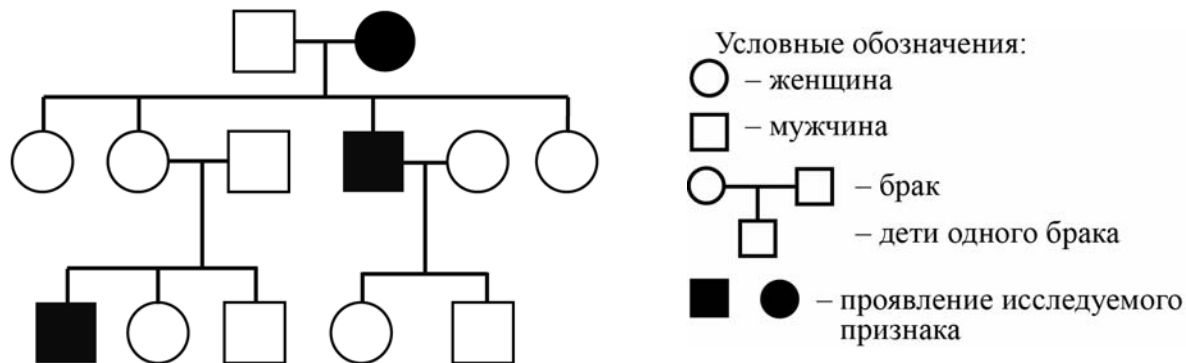 Условные обозначения:
– женщина
– мужчина
– брак
– дети одного брака
– проявление исследуемого
признака